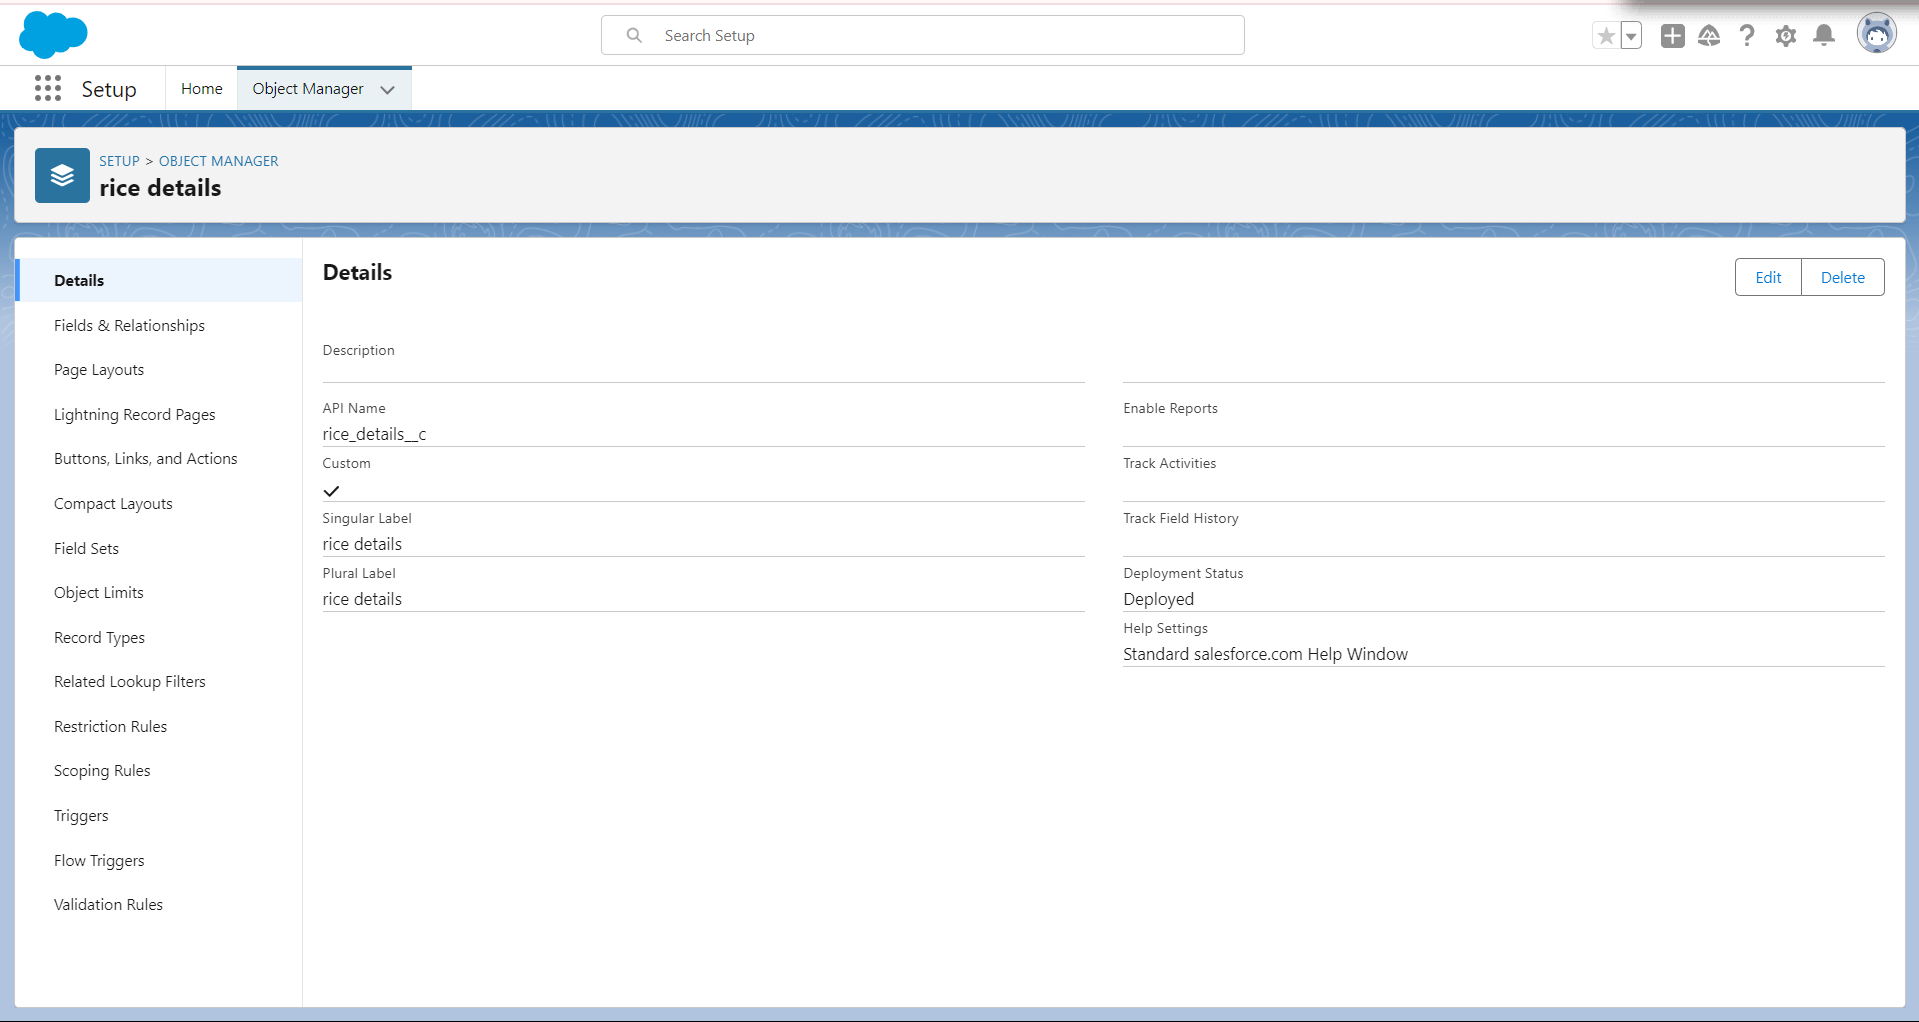 Search Setup
Setup
Home
Object Manager
SETUP > OBJECT MANAGER
rice details
Details
Fields & Relationships
Page Layouts
Lightning Record Pages
Buttons, Links, and Actions
Compact Layouts
Field Sets
Object Limits
Record Types
Related Lookup Filters
Restriction Rules
Scoping Rules
Triggers
Flow Triggers
Validation Rules
Details
Edit
Delete
Description
API Name
rice_details__c
Custom
Singular Label
rice details
Plural Label
rice details
Enable Reports
Track Activities
Track Field History
Deployment Status
Deployed
Help Settings
Standard salesforce.com Help Window